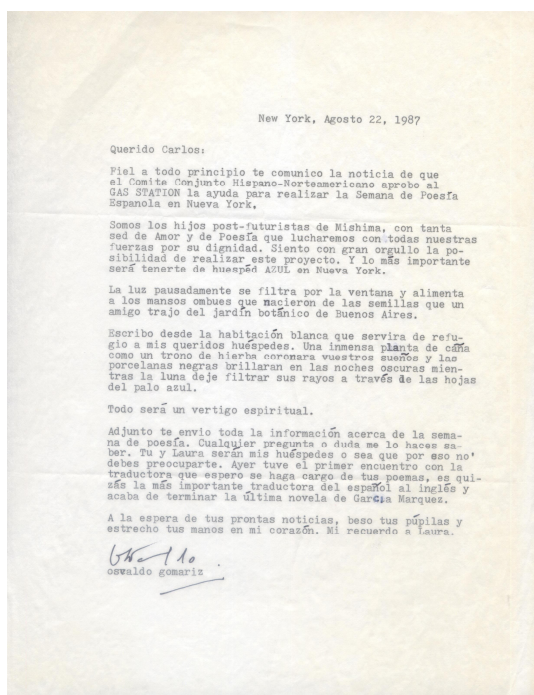 New York, Agosto 22, 1987
Querido Carlos:
Fiel a todo principio te comunico la noticia de que
el Comite Conjunto Hispano-Norteamericano aprobo al
GAS STATION la ayuda para realizar la Semana de Poesía
Espanola en Nueva York,
Somos los hijos post-futuristas de Mishima, con tanta
sed de Amor y de Poesía que lucharemos con todas nuestras
fuerzas por su dignidad. Siento con gran orgullo la po-
sibilidad de realizar este proyecto. Y lo más importante
será tenerte de huesped AZUL en Nueva York.
La luz pausadamente se filtra por la ventana y alimenta
a los mansos ombues que nacieron de las semillas que un
amigo trajo del jardín botánico de Buenos Aires.
Escribo desde la habitación blanca que servira de refu-
gio a mis queridos huéspedes. Una inmensa planta de caña
como un trono de hierba coronara vuestros sueños y las
porcelanas negras brillaran en las noches oscuras mien-
tras la luna deje filtrar sus rayos a través de las hojas
del palo azul.
Todo será un vertigo espiritual.
Adjunto te envio toda la información acerca de la sema-
na de poesía. Cualquier pregunta o duda me lo haces sa-
ber. Tu y Laura serán mis huéspedes o sea que por eso no'
debes preocuparte. Ayer tuve el primer encuentro con la
traductora que espero se haga cargo de tus poemas, es qui-
zás la más importante traductora del español al inglés y
acaba de terminar la última novela de García Marquez.
A la espera de tus prontas noticias, beso tus púpilas y
estrecho tus manos en mi corazón. Mi recuerdo a Laura.
osvaldo gomariz